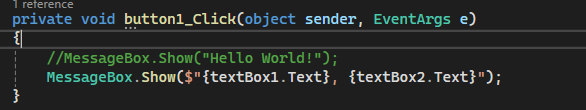 1 reference
private void button1_Click(object sender, EventArgs e)
{
    //MessageBox.Show("Hello World!");
    MessageBox.Show($"{textBox1.Text}, {textBox2.Text}");
}